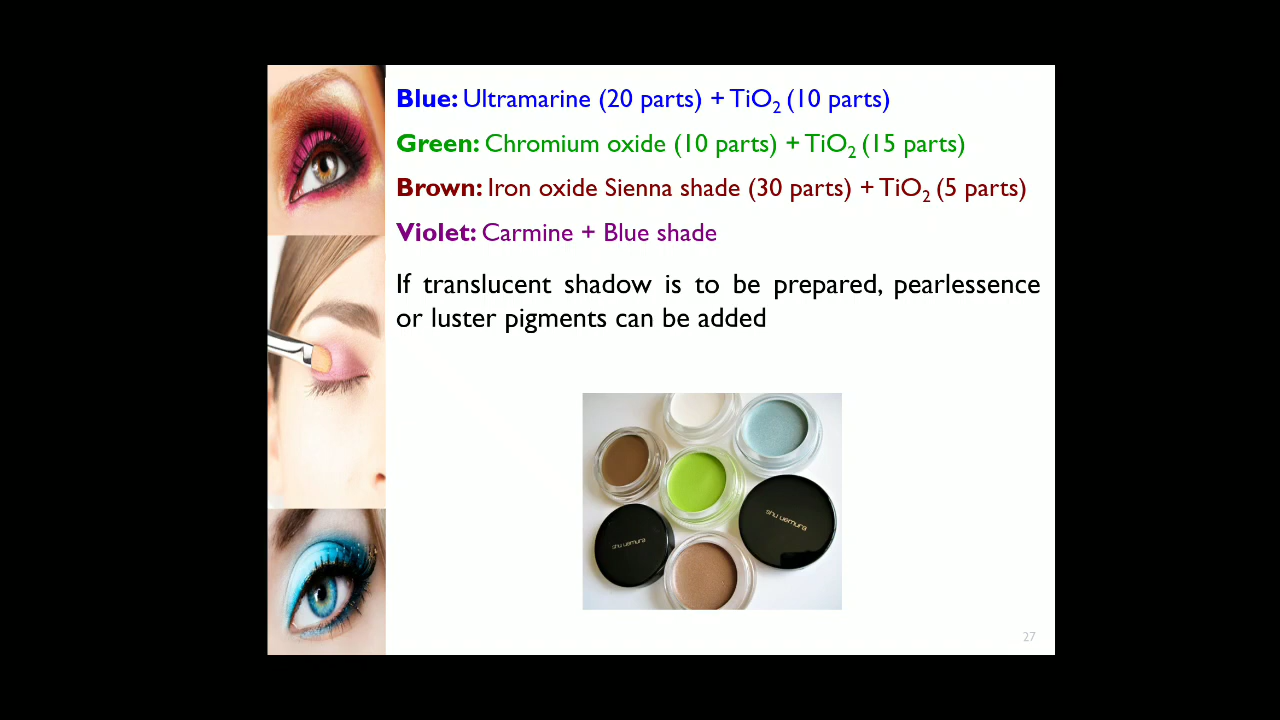 Blue: Ultramarine (20 parts) + TiO₂ (10 parts)
Green: Chromium oxide (10 parts) + TiO₂ (15 parts)
Brown: Iron oxide Sienna shade (30 parts) + TiO₂ (5 parts)
Violet: Carmine + Blue shade
If translucent shadow is to be prepared, pearlessence
or luster pigments can be added
shu uemura
shu uemura
27